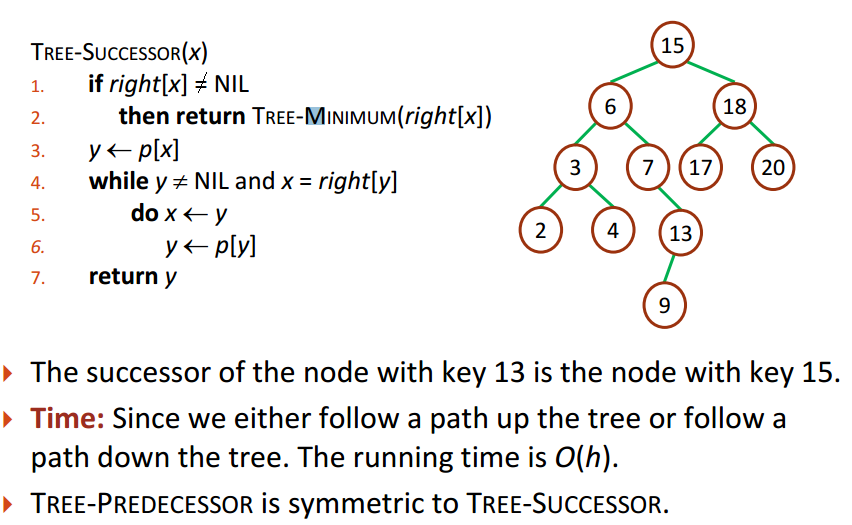 TREE-SUCCESSOR(x)
1. if right[x] ≠ NIL
2. then return TREE-MINIMUM(right[x])
3. y ← p[x]
4. while y ≠ NIL and x = right[y]
5. do x ← y
6. y ← p[y]
7. return y
15
6 18
3 7 17 20
2 4 13
9
The successor of the node with key 13 is the node with key 15.
Time: Since we either follow a path up the tree or follow a
path down the tree. The running time is O(h).
TREE-PREDECESSOR is symmetric to TREE-SUCCESSOR.